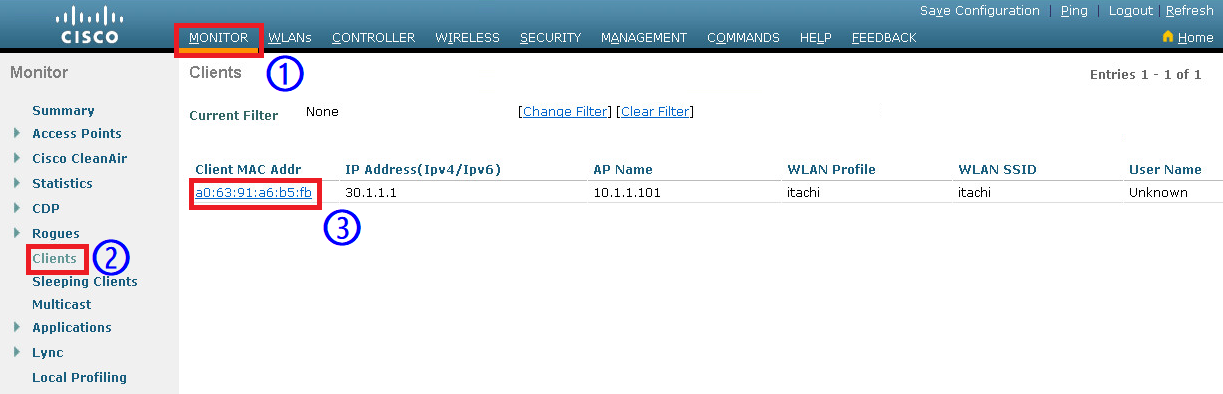 Save Configuration | Ping | Logout | Refresh
CISCO
MONITOR WLANs CONTROLLER WIRELESS SECURITY MANAGEMENT COMMANDS HELP FEEDBACK Home
Monitor
Clients
1
Entries 1 - 1 of 1
Current Filter None [Change Filter] [Clear Filter]
Summary
Access Points
Cisco CleanAir
Statistics
CDP
Rogues
Clients
2
Sleeping Clients
Multicast
Applications
Lync
Local Profiling
Client MAC Addr IP Address(Ipv4/Ipv6) AP Name WLAN Profile WLAN SSID User Name
a0:63:91:a6:b5:fb 30.1.1.1 10.1.1.101 itachi itachi Unknown
3